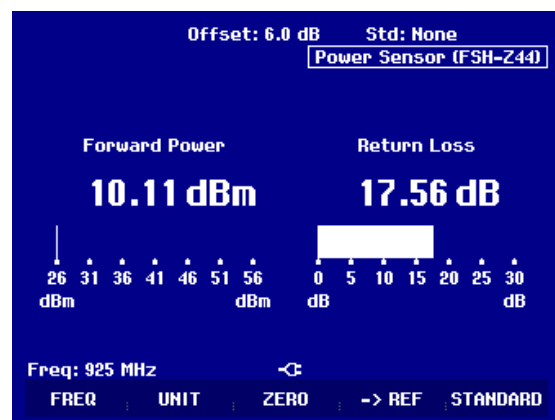 Offset: 6.0 dB Std: None
Power Sensor (FSH-Z44)
Forward Power Return Loss
10.11 dBm 17.56 dB
26 31 36 41 46 51 56 0 5 10 15 20 25 30
dBm dBm dB dB
Freq: 925 MHz
FREQ UNIT ZERO -> REF STANDARD